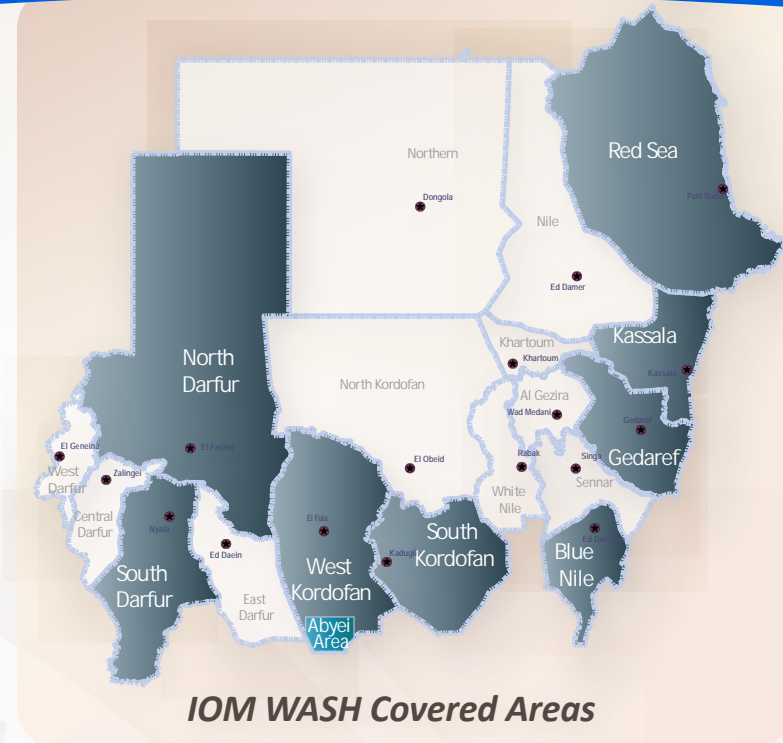 Northern
Red Sea
Port Sudan
Dongola
Nile
Ed Damer
Khartoum
Khartoum
Kassala
Kassala
North
Darfur
North Kordofan
Al Gezira
Wad Medani
Gedaref
Gedaref
El Geneina
West
Darfur
Zalingei
El Fasher
El Obeid
Rabak
Singa
Sennar
White
Nile
Central
Darfur
Nyala
South
Darfur
Ed Daein
East
Darfur
El Fula
West
Kordofan
Kadugli
South
Kordofan
Blue
Nile
Abyei
Area
IOM WASH Covered Areas